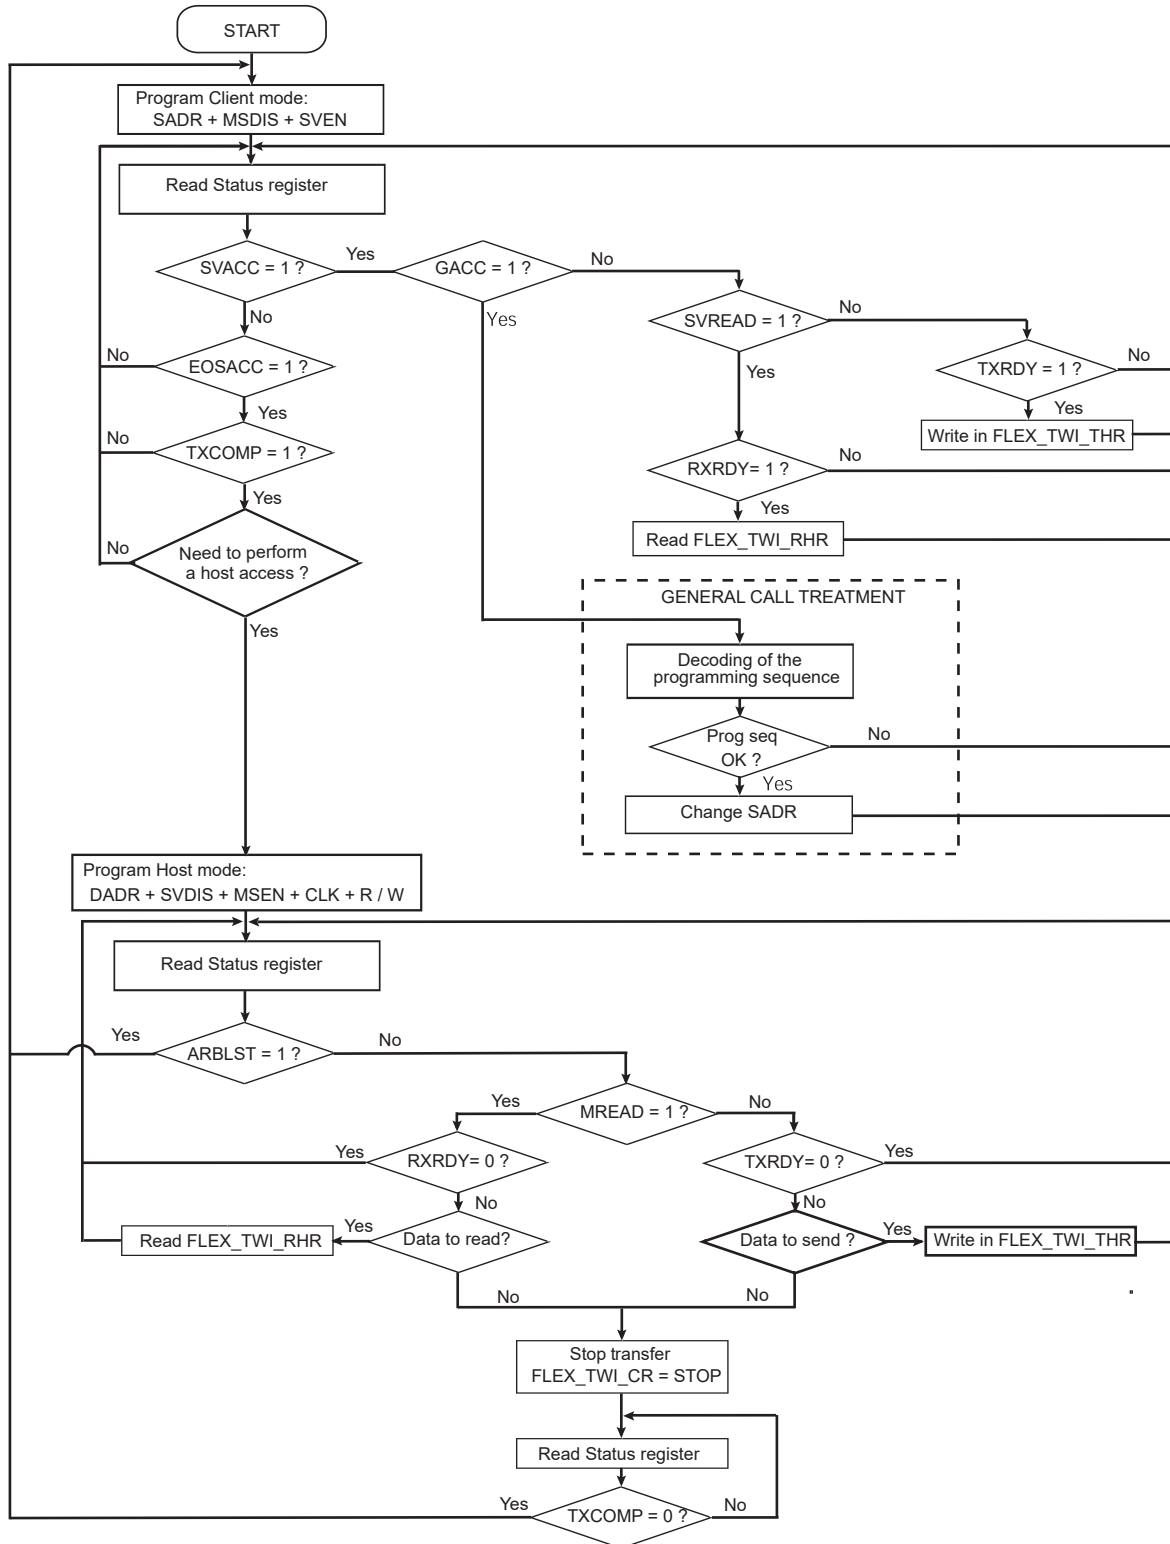 START
Program Client mode:
SADR + MSDIS + SVEN
Read Status register
SVACC = 1 ?
Yes
GACC = 1 ?
No
SVREAD = 1 ?
No
No
Yes
EOSACC = 1 ?
No
Yes
TXRDY = 1 ?
No
Yes
Yes
Write in FLEX_TWI_THR
TXCOMP = 1 ?
No
RXRDY= 1 ?
No
Yes
Yes
Read FLEX_TWI_RHR
Need to perform
a host access ?
No
Yes
GENERAL CALL TREATMENT
Decoding of the
programming sequence
Prog seq
OK ?
No
Yes
Change SADR
Program Host mode:
DADR + SVDIS + MSEN + CLK + R / W
Read Status register
Yes
ARBLST = 1 ?
No
Yes
MREAD = 1 ?
No
Yes
RXRDY= 0 ?
TXRDY= 0 ?
Yes
No
No
Read FLEX_TWI_RHR
Yes
Data to read?
Data to send ?
Yes
Write in FLEX_TWI_THR
No
No
Stop transfer
FLEX_TWI_CR = STOP
Read Status register
Yes
TXCOMP = 0 ?
No